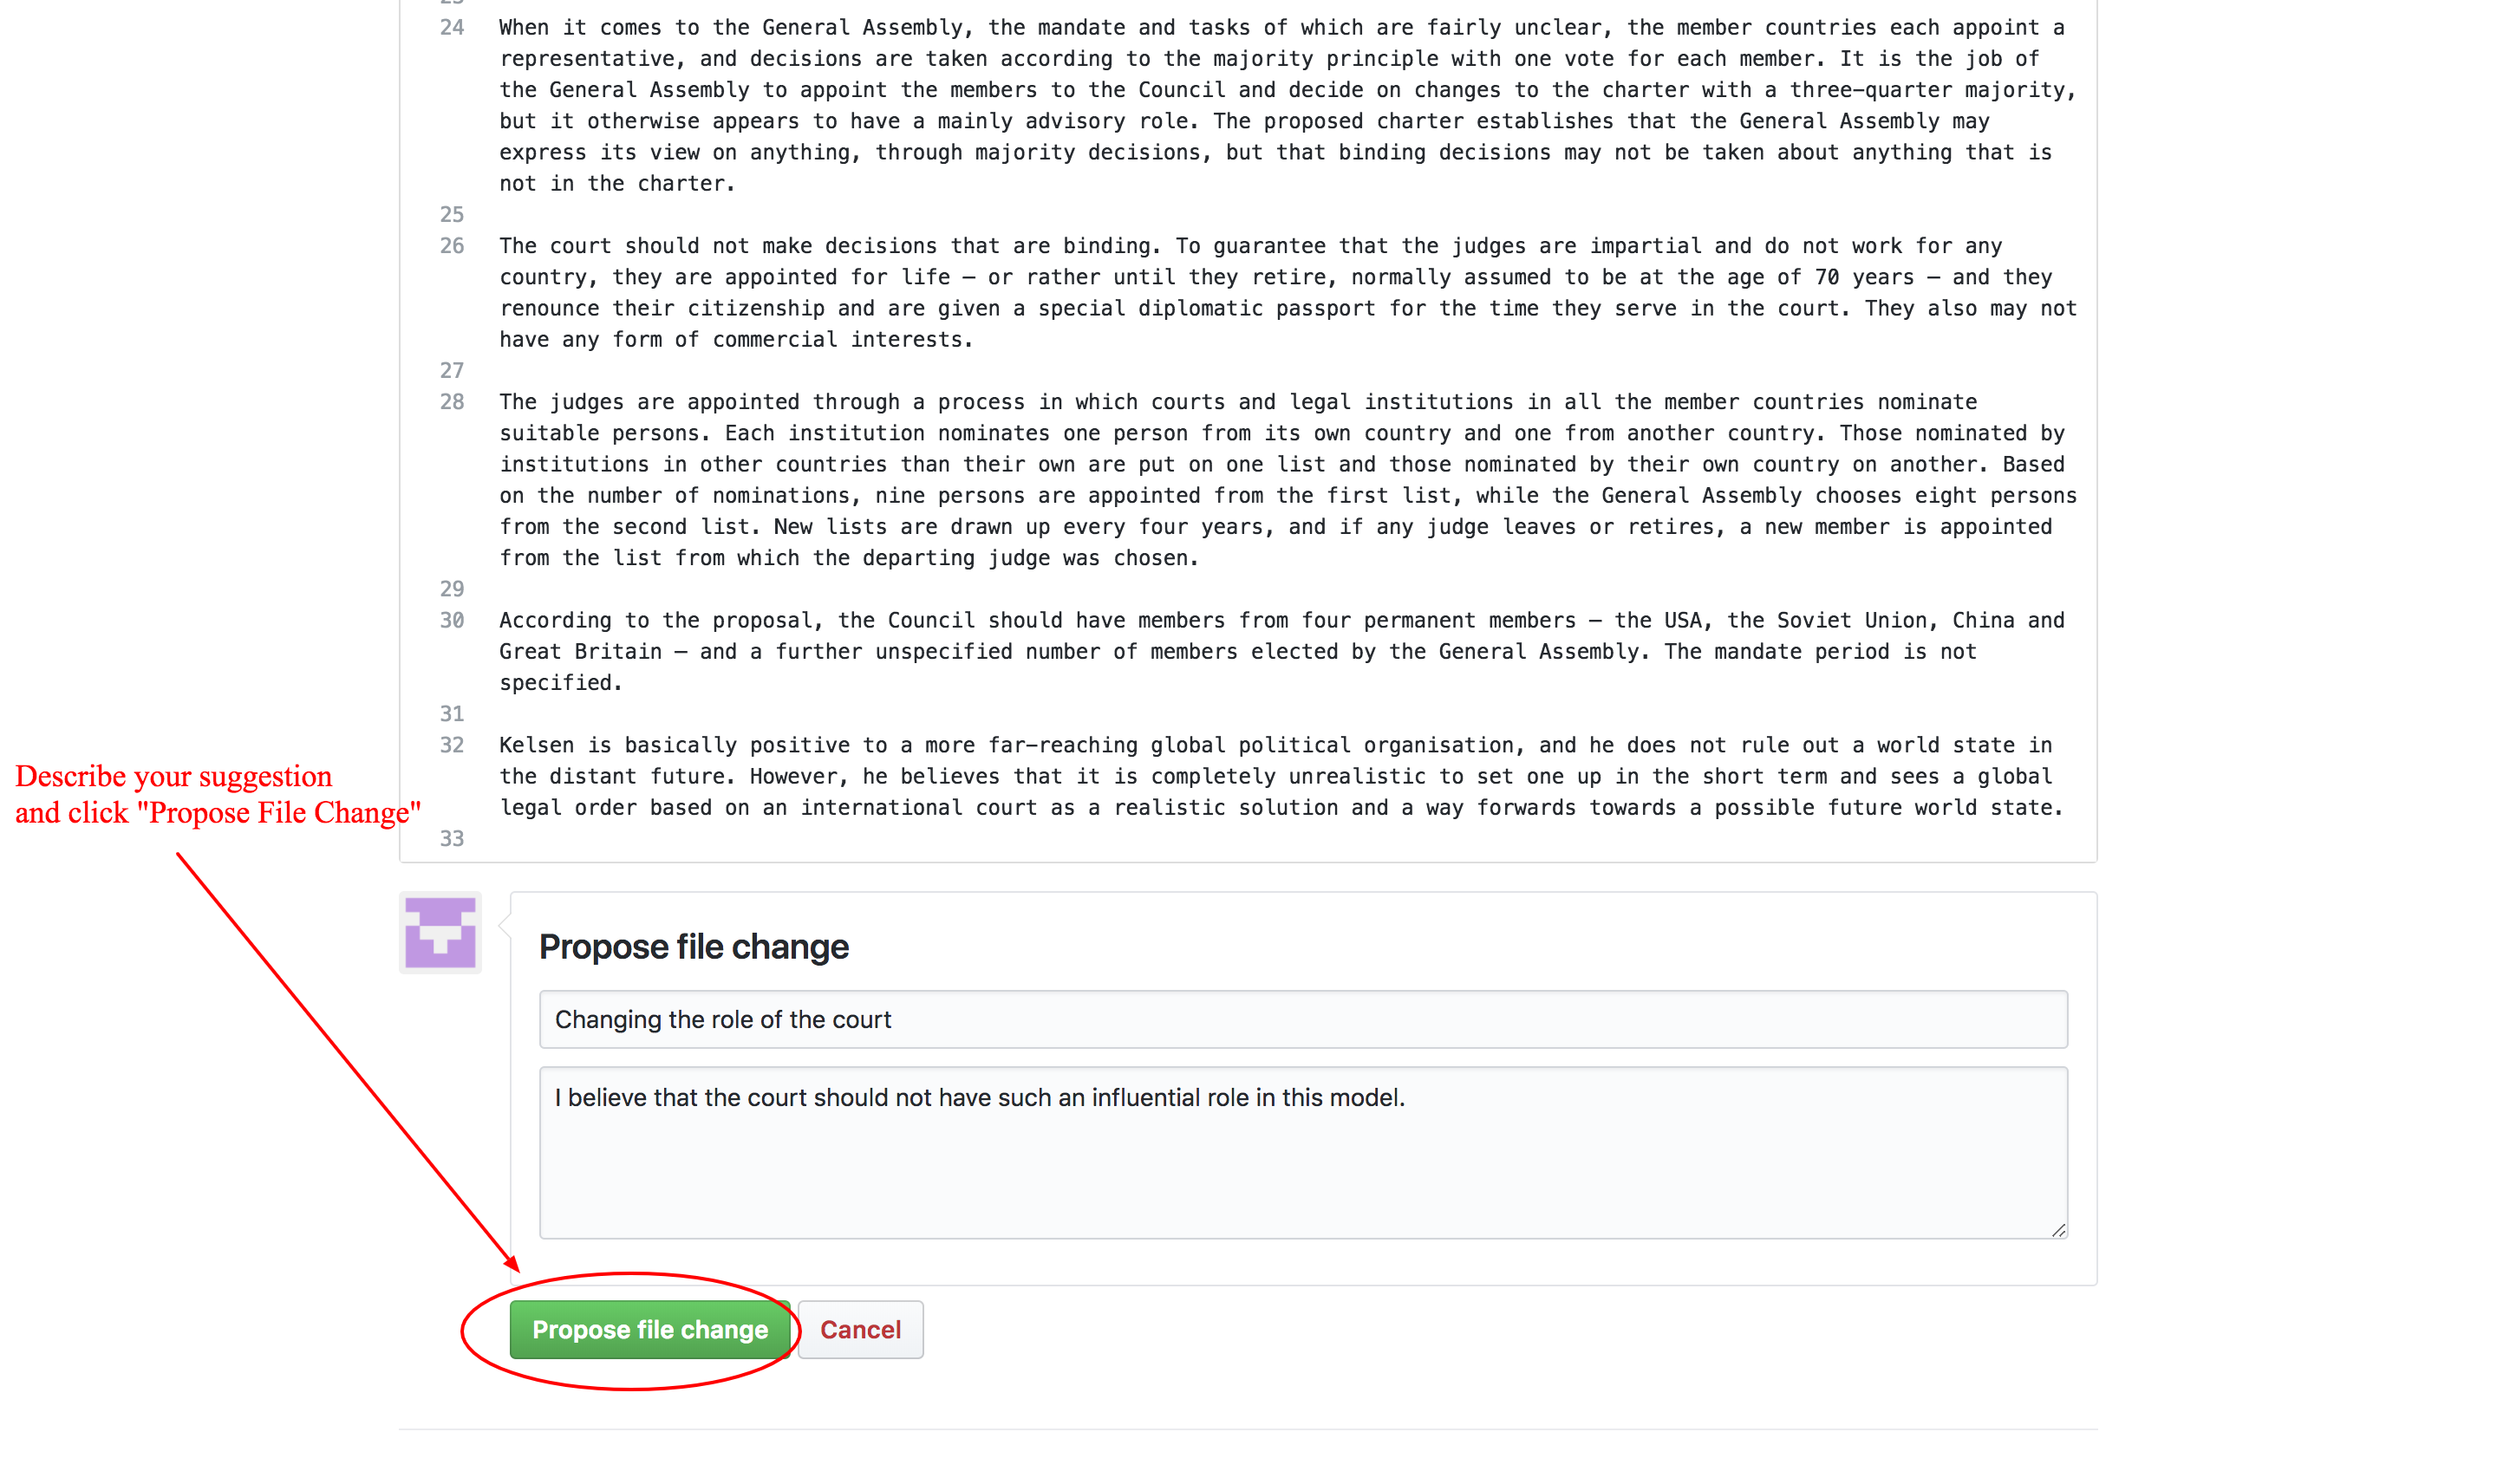 24 When it comes to the General Assembly, the mandate and tasks of which are fairly unclear, the member countries each appoint a
representative, and decisions are taken according to the majority principle with one vote for each member. It is the job of
the General Assembly to appoint the members to the Council and decide on changes to the charter with a three-quarter majority,
but it otherwise appears to have a mainly advisory role. The proposed charter establishes that the General Assembly may
express its view on anything, through majority decisions, but that binding decisions may not be taken about anything that is
not in the charter.
25
26 The court should not make decisions that are binding. To guarantee that the judges are impartial and do not work for any
country, they are appointed for life – or rather until they retire, normally assumed to be at the age of 70 years – and they
renounce their citizenship and are given a special diplomatic passport for the time they serve in the court. They also may not
have any form of commercial interests.
27
28 The judges are appointed through a process in which courts and legal institutions in all the member countries nominate
suitable persons. Each institution nominates one person from its own country and one from another country. Those nominated by
institutions in other countries than their own are put on one list and those nominated by their own country on another. Based
on the number of nominations, nine persons are appointed from the first list, while the General Assembly chooses eight persons
from the second list. New lists are drawn up every four years, and if any judge leaves or retires, a new member is appointed
from the list from which the departing judge was chosen.
29
30 According to the proposal, the Council should have members from four permanent members – the USA, the Soviet Union, China and
Great Britain – and a further unspecified number of members elected by the General Assembly. The mandate period is not
specified.
31
32 Kelsen is basically positive to a more far-reaching global political organisation, and he does not rule out a world state in
the distant future. However, he believes that it is completely unrealistic to set one up in the short term and sees a global
legal order based on an international court as a realistic solution and a way forwards towards a possible future world state.
33
Describe your suggestion
and click "Propose File Change"
Propose file change
Changing the role of the court
I believe that the court should not have such an influential role in this model.
Propose file change
Cancel